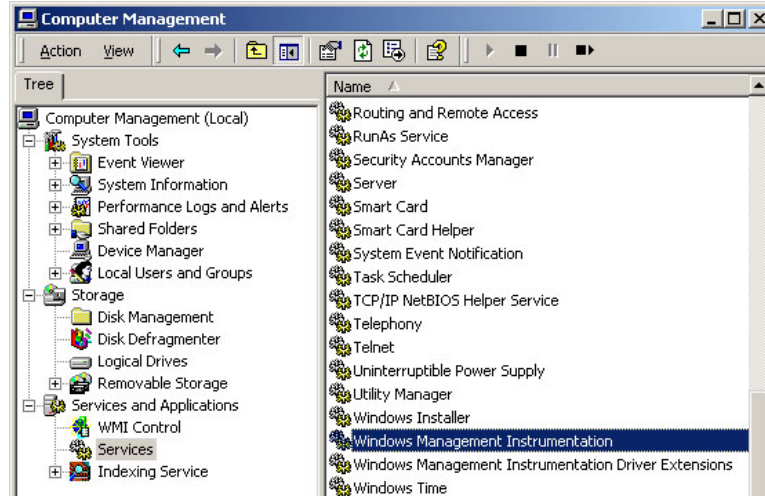 Computer Management
Action View
Tree
Computer Management (Local)
System Tools
Event Viewer
System Information
Performance Logs and Alerts
Shared Folders
Device Manager
Local Users and Groups
Storage
Disk Management
Disk Defragmenter
Logical Drives
Removable Storage
Services and Applications
WMI Control
Services
Indexing Service
Name
Routing and Remote Access
RunAs Service
Security Accounts Manager
Server
Smart Card
Smart Card Helper
System Event Notification
Task Scheduler
TCP/IP NetBIOS Helper Service
Telephony
Telnet
Uninterruptible Power Supply
Utility Manager
Windows Installer
Windows Management Instrumentation
Windows Management Instrumentation Driver Extensions
Windows Time